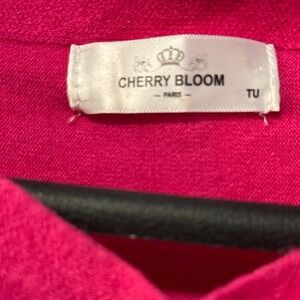 CHERRY BLOOM
— PARIS —
TU